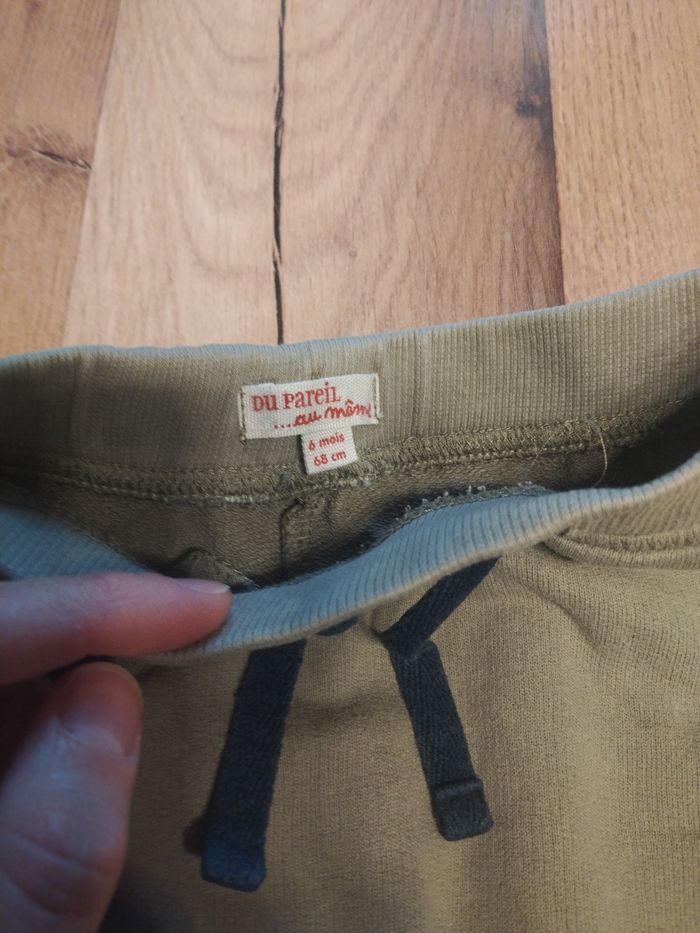 DU PAREIL
....au même
6 mois
68 cm